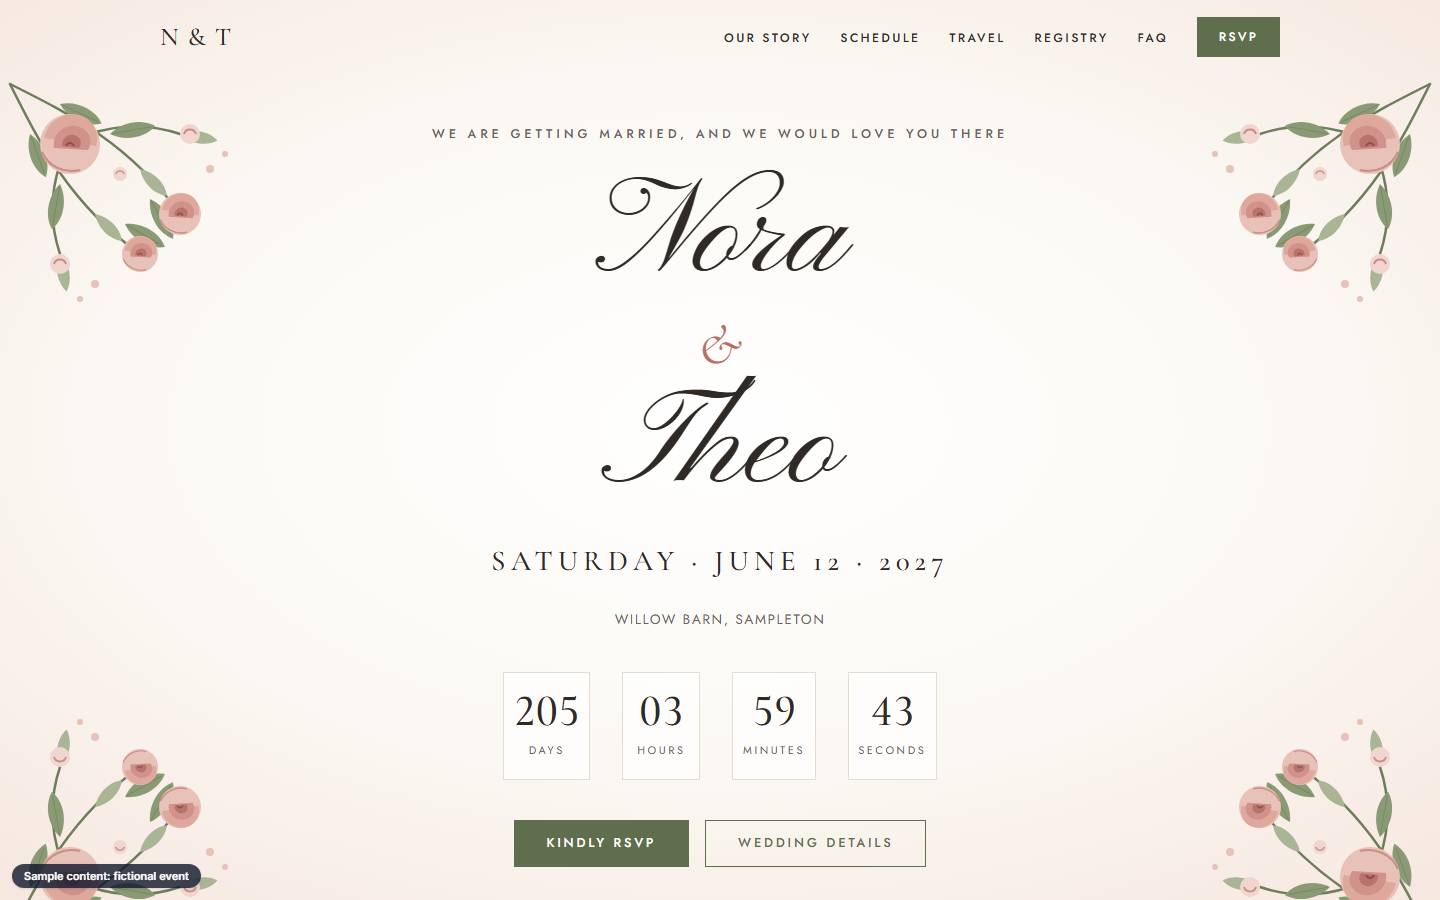 N & T
OUR STORY SCHEDULE TRAVEL REGISTRY FAQ RSVP
WE ARE GETTING MARRIED, AND WE WOULD LOVE YOU THERE
Nora
&
Theo
SATURDAY · JUNE 12 · 2027
WILLOW BARN, SAMPLETON
205 03 59 43
DAYS HOURS MINUTES SECONDS
KINDLY RSVP WEDDING DETAILS
Sample content: fictional event